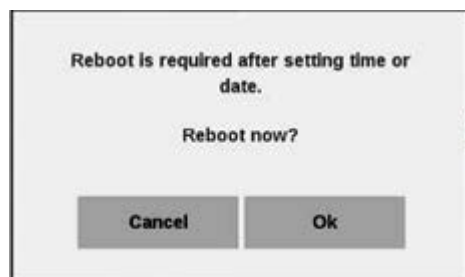 Reboot is required after setting time or
date.
Reboot now?
Cancel
Ok